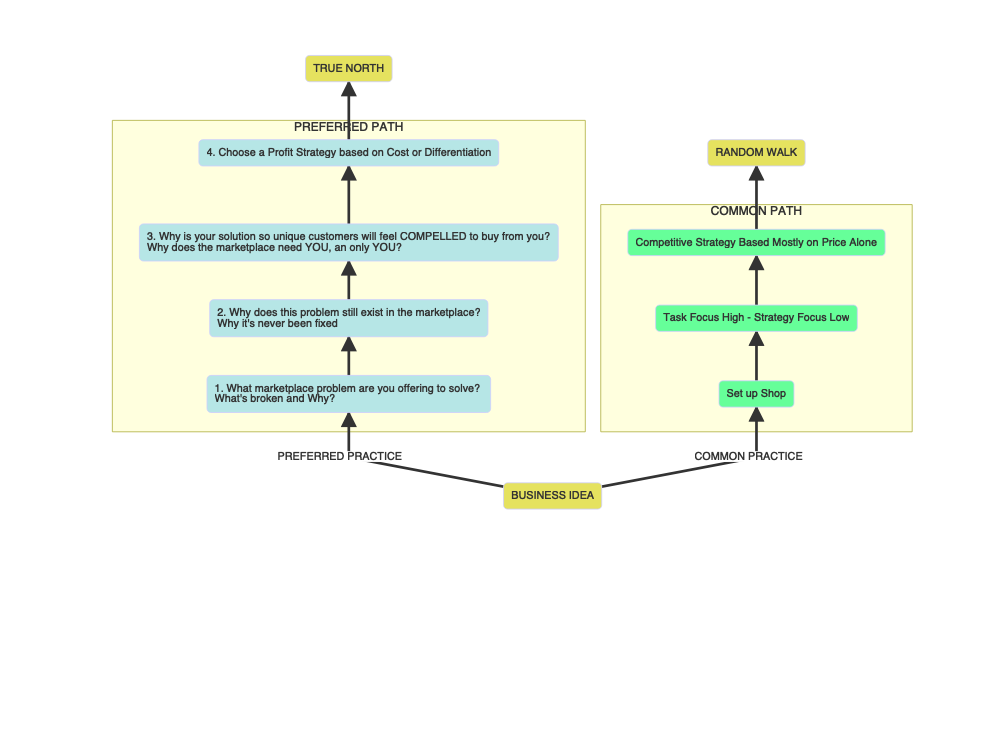 TRUE NORTH
PREFERRED PATH
4. Choose a Profit Strategy based on Cost or Differentiation
3. Why is your solution so unique customers will feel COMPELLED to buy from you?
Why does the marketplace need YOU, an only YOU?
2. Why does this problem still exist in the marketplace?
Why it's never been fixed
1. What marketplace problem are you offering to solve?
What's broken and Why?
PREFERRED PRACTICE
RANDOM WALK
COMMON PATH
Competitive Strategy Based Mostly on Price Alone
Task Focus High - Strategy Focus Low
Set up Shop
COMMON PRACTICE
BUSINESS IDEA